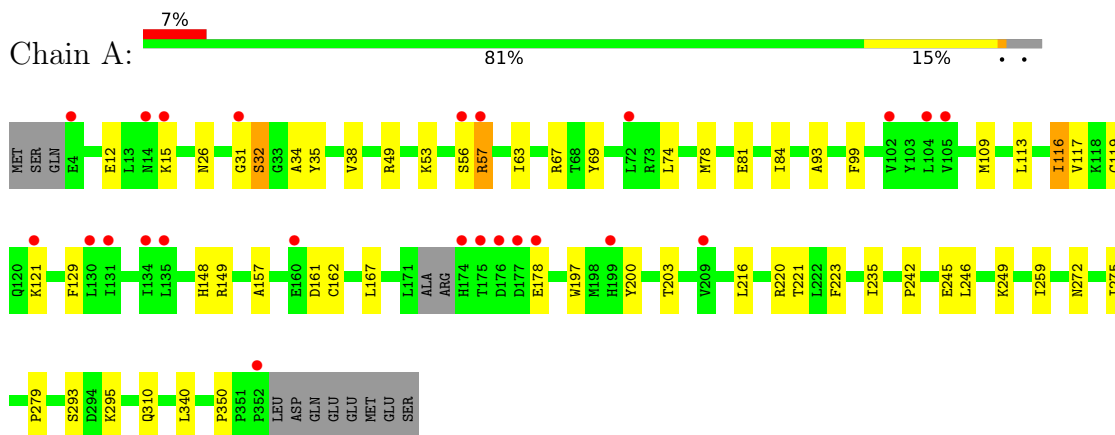 7%
Chain A:
81% 15% • •
MET SER GLN E4 E12 L13 N14 K15 N26 G31 S32 G33 A34 Y35 V38 R49 K53 S56 R57 I63 R67 T68 Y69 L72 R73 L74 M78 E81 I84 A93 F99 V102 Y103 L104 V105 M109 L113 I116 V117 K118 C119
Q120 K121 F129 L130 I131 I134 L135 H148 R149 A157 E160 D161 C162 L167 L171 ALA ARG H174 T175 D176 D177 E178 W197 M198 H199 Y200 T203 V209 L216 R220 T221 L222 F223 I235 P242 E245 L246 K249 I259 N272
P279 S293 D294 K295 Q310 L340 P350 P351 P352 LEU ASP GLN GLU GLU MET GLU SER